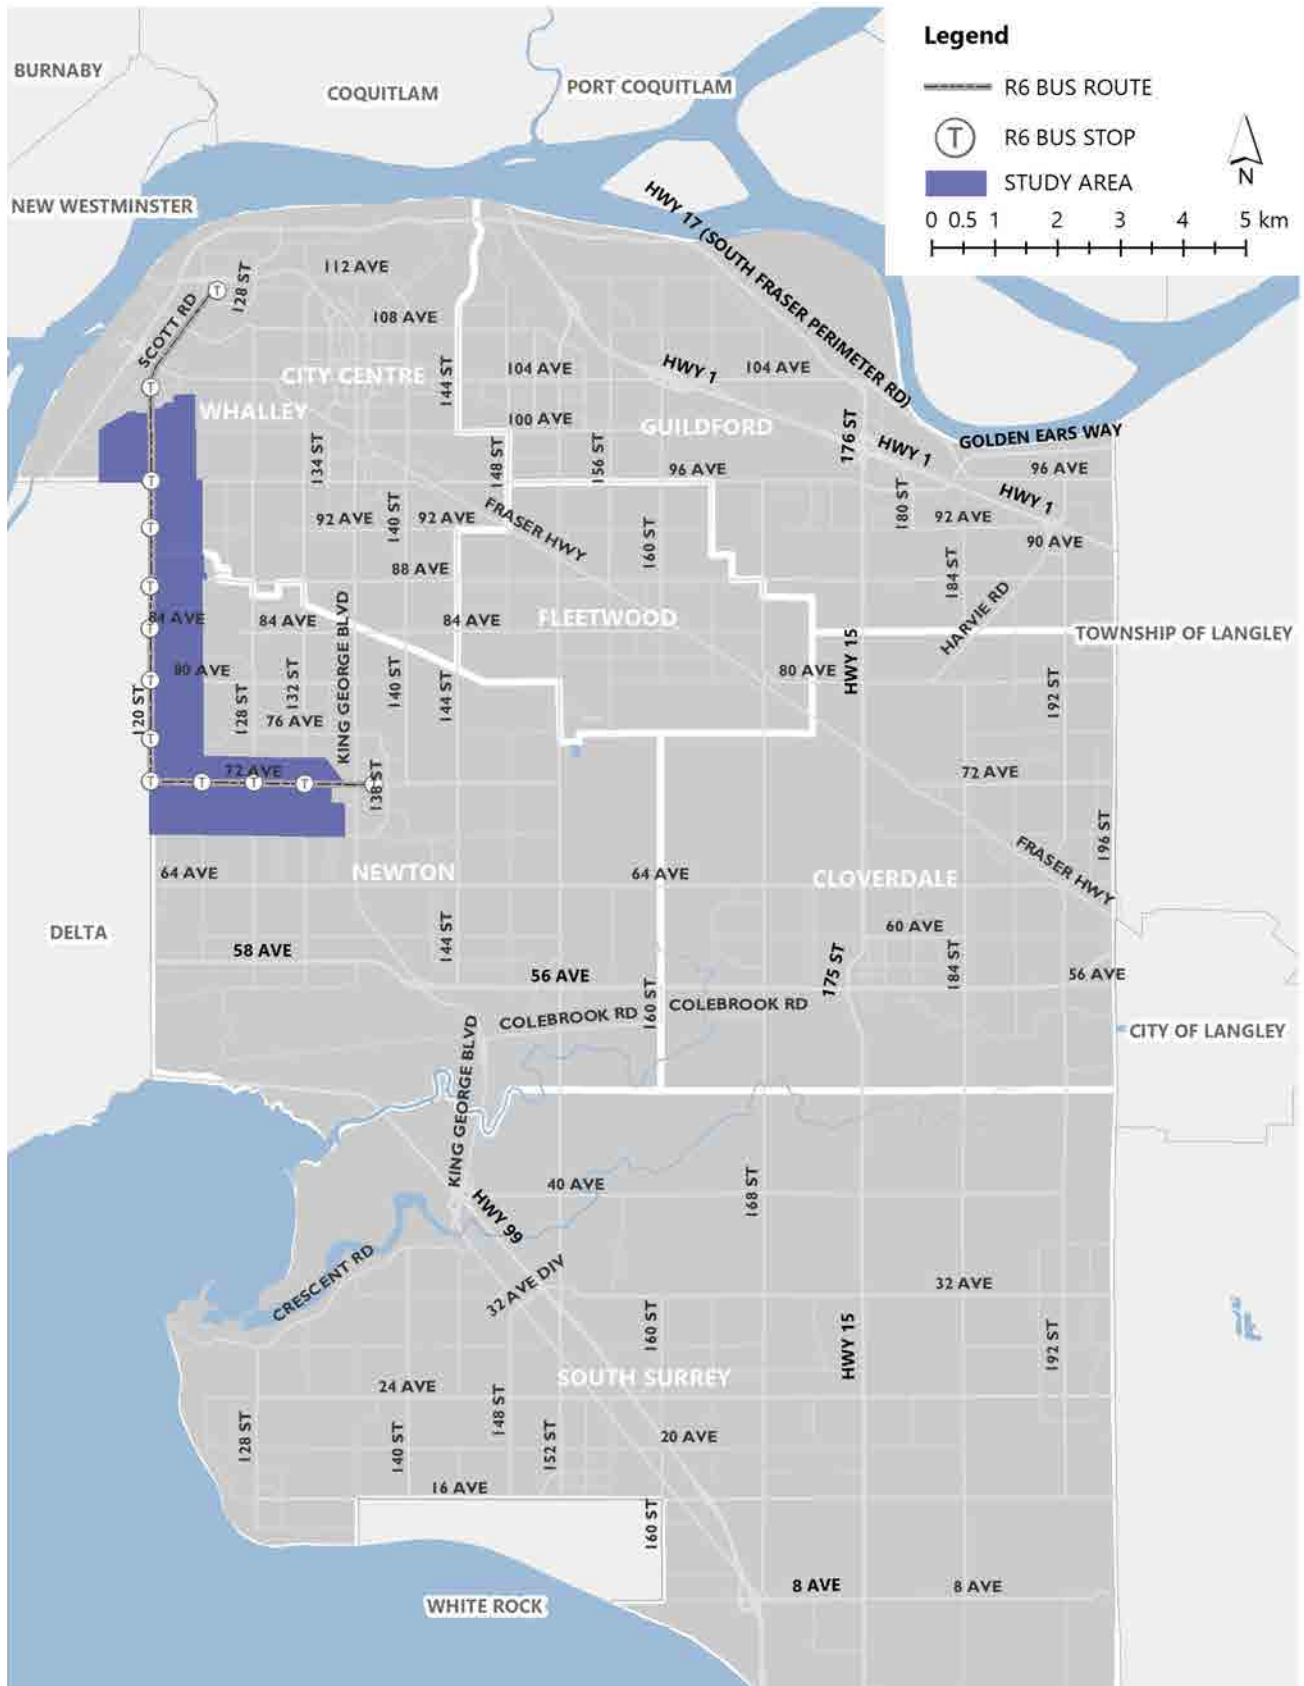 Legend
R6 BUS ROUTE
T
R6 BUS STOP
STUDY AREA
N
0 0.5 1 2 3 4 5 km
BURNABY
COQUITLAM
PORT COQUITLAM
NEW WESTMINSTER
HWY 17 (SOUTH FRASER PERIMETER RD)
112 AVE
128 ST
T
SCOTT RD
108 AVE
CITY CENTRE
144 ST
104 AVE
HWY 1
104 AVE
T
WHALLEY
100 AVE
GUILDFORD
176 ST
HWY 1
GOLDEN EARS WAY
134 ST
148 ST
156 ST
96 AVE
96 AVE
T
HWY 1
180 ST
92 AVE
140 ST
92 AVE
FRASER HWY
160 ST
92 AVE
T
90 AVE
88 AVE
184 ST
T
HARVIE RD
84 AVE
84 AVE
KING GEORGE BLVD
84 AVE
FLEETWOOD
TOWNSHIP OF LANGLEY
T
80 AVE
80 AVE
HWY 15
T
120 ST
128 ST
132 ST
140 ST
144 ST
192 ST
76 AVE
T
72 AVE
72 AVE
T
T
T
T
138 ST
196 ST
64 AVE
NEWTON
64 AVE
CLOVERDALE
FRASER HWY
DELTA
60 AVE
144 ST
58 AVE
56 AVE
175 ST
184 ST
56 AVE
160 ST
COLEBROOK RD
COLEBROOK RD
CITY OF LANGLEY
KING GEORGE BLVD
40 AVE
168 ST
HWY 99
CRESCENT RD
32 AVE DIV
32 AVE
160 ST
HWY 15
192 ST
SOUTH SURREY
24 AVE
148 ST
128 ST
140 ST
152 ST
20 AVE
16 AVE
160 ST
8 AVE
8 AVE
WHITE ROCK